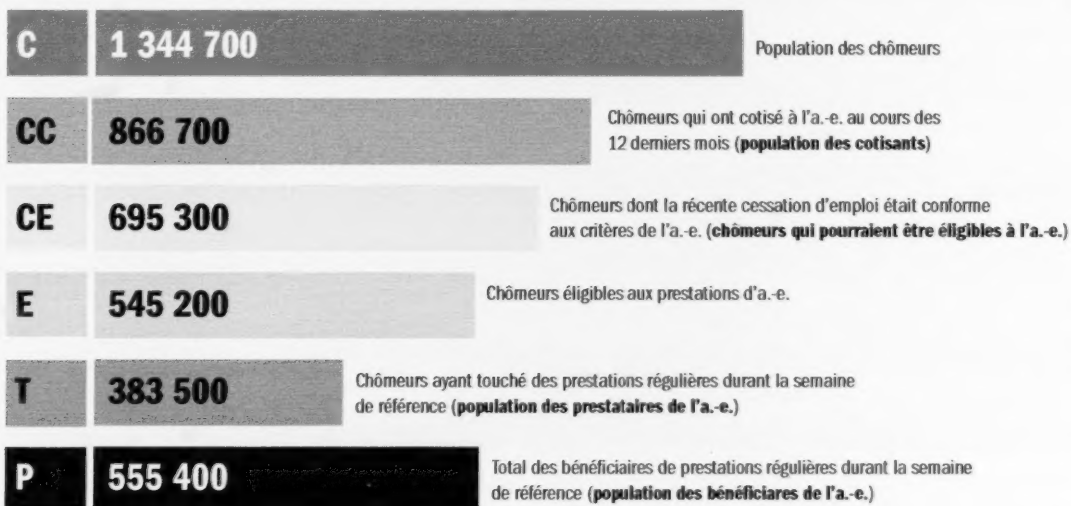 C 1 344 700 Population des chômeurs
CC 866 700 Chômeurs qui ont cotisé à l'a.-e. au cours des
12 derniers mois (population des cotisants)
CE 695 300 Chômeurs dont la récente cessation d'emploi était conforme
aux critères de l'a.-e. (chômeurs qui pourraient être éligibles à l'a.-e.)
E 545 200 Chômeurs éligibles aux prestations d'a.-e.
T 383 500 Chômeurs ayant touché des prestations régulières durant la semaine
de référence (population des prestataires de l'a.-e.)
P 555 400 Total des bénéficiaires de prestations régulières durant la semaine
de référence (population des bénéficiares de l'a.-e.)